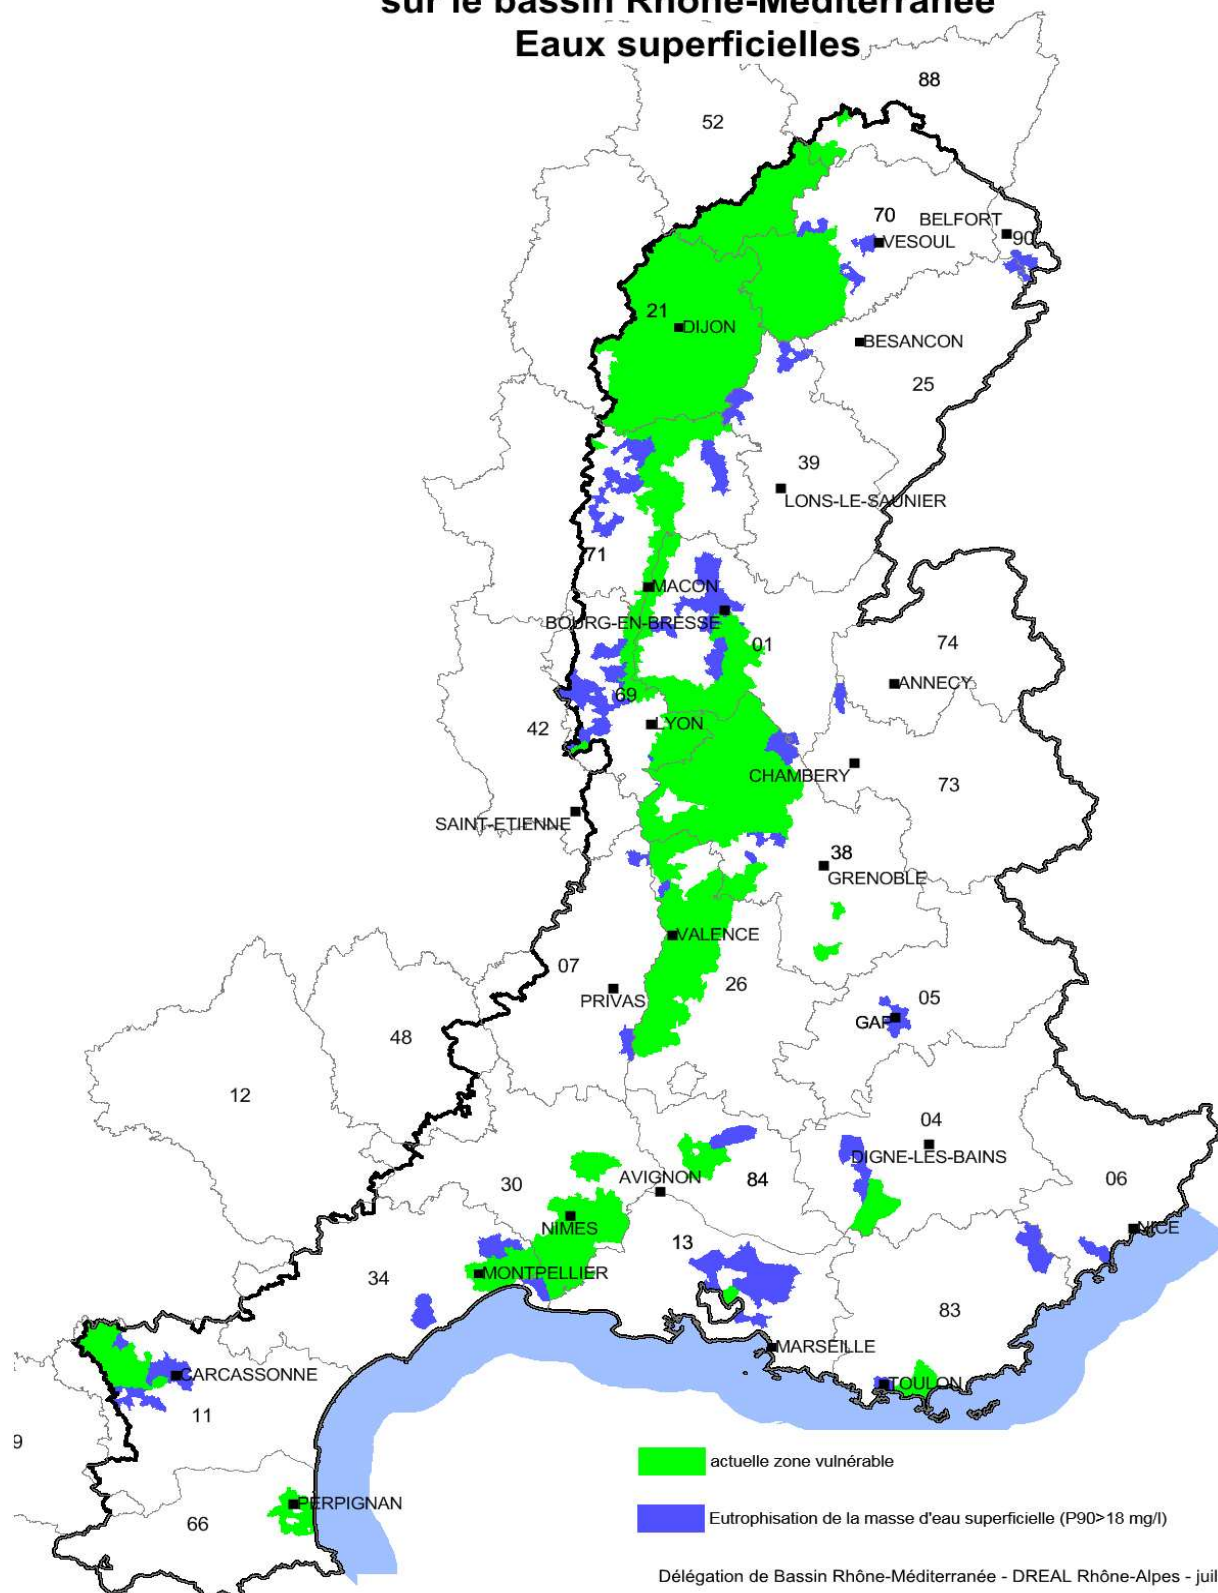 sur le bassin Rhône-Méditerranée
Eaux superficielles
88
52
70
BELFORT
90
VESOUL
21
DIJON
BESANCON
25
39
LONS-LE-SAUNIER
71
MACON
BOURG-EN-BRESSE
01
74
ANNECY
69
42
LYON
CHAMBERY
73
SAINT-ETIENNE
38
GRENOBLE
VALENCE
07
26
PRIVAS
05
GAP
48
12
04
DIGNE-LES-BAINS
AVIGNON
30
84
06
NIMES
NICE
13
34
MONTPELLIER
83
MARSEILLE
CARCASSONNE
TOULON
11
9
actuelle zone vulnérable
PERPIGNAN
66
Eutrophisation de la masse d'eau superficielle (P90>18 mg/l)
Délégation de Bassin Rhône-Méditerranée - DREAL Rhône-Alpes - juil